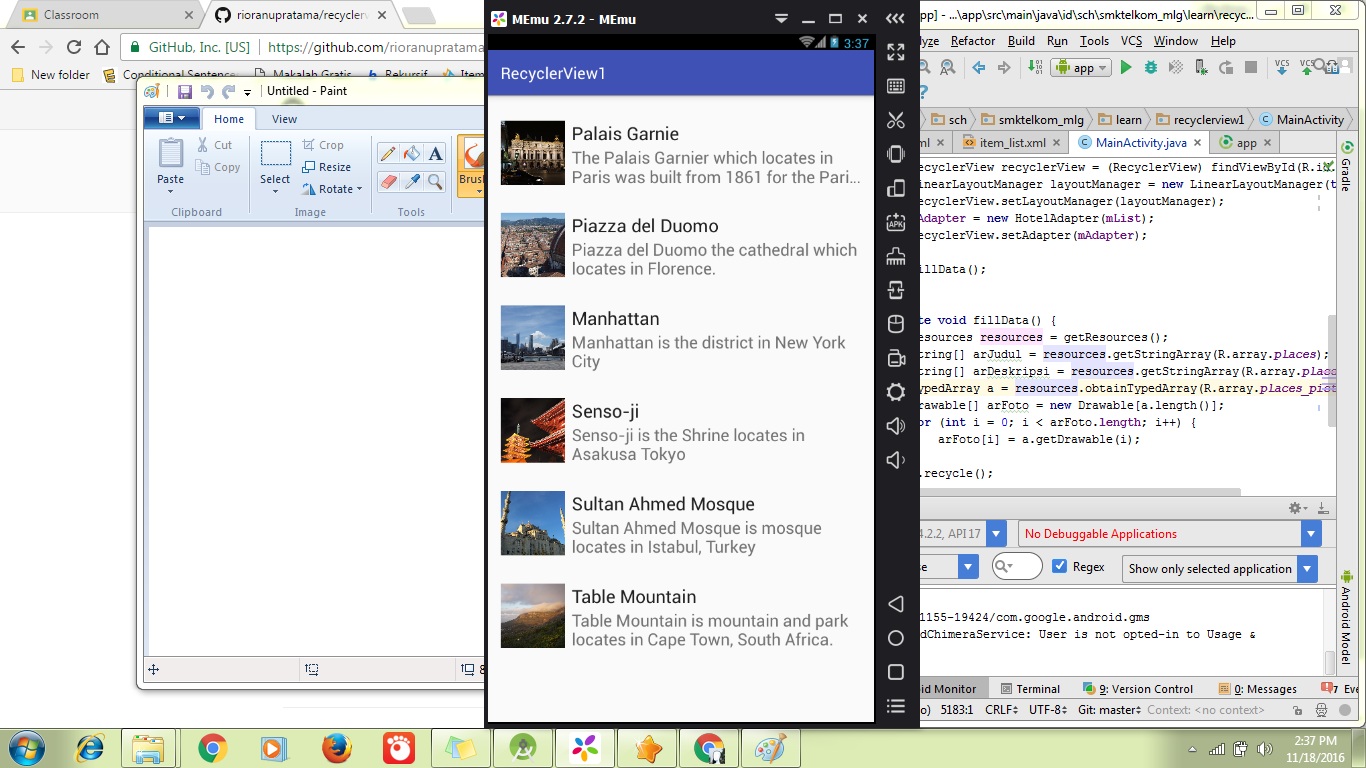 Classroom
rioranupratama/recyclerv
GitHub, Inc. [US]
https://github.com/rioranupratama
New folder
Conditional Sentence
Makalah Gratis
Rekursif
Item
Untitled - Paint
Home
View
Paste
Cut
Copy
Clipboard
Select
Crop
Resize
Rotate
Image
Tools
Brus
MEmu 2.7.2 - MEmu
3:37
RecyclerView1
Palais Garnie
The Palais Garnier which locates in
Paris was built from 1861 for the Pari...
Piazza del Duomo
Piazza del Duomo the cathedral which
locates in Florence.
Manhattan
Manhattan is the district in New York
City
Senso-ji
Senso-ji is the Shrine locates in
Asakusa Tokyo
Sultan Ahmed Mosque
Sultan Ahmed Mosque is mosque
locates in Istabul, Turkey
Table Mountain
Table Mountain is mountain and park
locates in Cape Town, South Africa.
APK
app] - ...\app\src\main\java\id\sch\smktelkom_mlg\learn\recyc...
lyze Refactor Build Run Tools VCS Window Help
app
VCS VCS
sch smktelkom_mlg learn recyclerview1 MainActivity
ml item_list.xml MainActivity.java app
ecyclerView recyclerView = (RecyclerView) findViewById(R.id.
inearLayoutManager layoutManager = new LinearLayoutManager(t
ecyclerView.setLayoutManager(layoutManager);
Adapter = new HotelAdapter(mList);
ecyclerView.setAdapter(mAdapter);
illData();
te void fillData() {
esources resources = getResources();
tring[] arJudul = resources.getStringArray(R.array.places);
tring[] arDeskripsi = resources.getStringArray(R.array.plac
ypedArray a = resources.obtainTypedArray(R.array.places_pict
rawable[] arFoto = new Drawable[a.length()];
or (int i = 0; i < arFoto.length; i++) {
arFoto[i] = a.getDrawable(i);
.recycle();
4.2.2, API 17
No Debuggable Applications
se
Regex
Show only selected application
1155-19424/com.google.android.gms
dChimeraService: User is not opted-in to Usage &
id Monitor
Terminal
9: Version Control
0: Messages
7 Eve
o) 5183:1 CRLF UTF-8 Git: master Context: <no context>
Gradle
Android Model
2:37 PM
11/18/2016